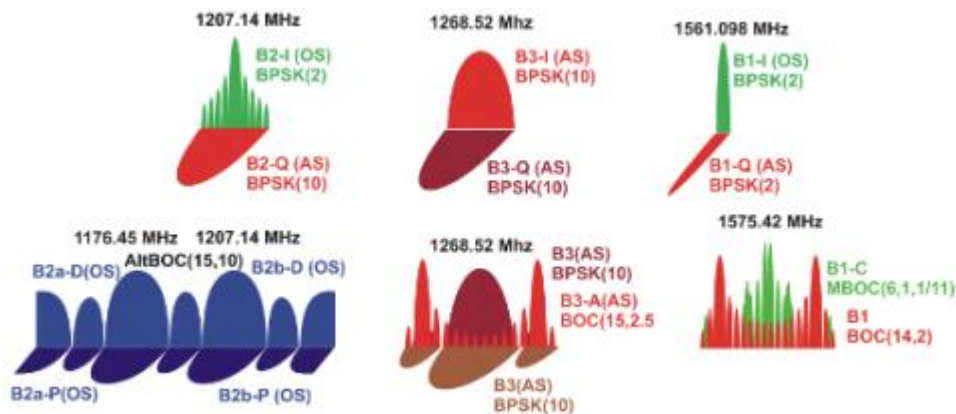 1207.14 MHz
B2-I (OS)
BPSK(2)
B2-Q (AS)
BPSK(10)
1268.52 MHz
B3-I (AS)
BPSK(10)
B3-Q (AS)
BPSK(10)
1561.098 MHz
B1-I (OS)
BPSK(2)
B1-Q (AS)
BPSK(2)
1176.45 MHz 1207.14 MHz
AltBOC(15,10)
B2a-D(OS) B2b-D (OS)
B2a-P(OS) B2b-P (OS)
1268.52 Mhz
B3(AS)
BPSK(10)
B3-A(AS)
BOC(15,2.5
B3(AS)
BPSK(10)
1575.42 MHz
B1-C
MBOC(6,1,1/11)
B1
BOC(14,2)